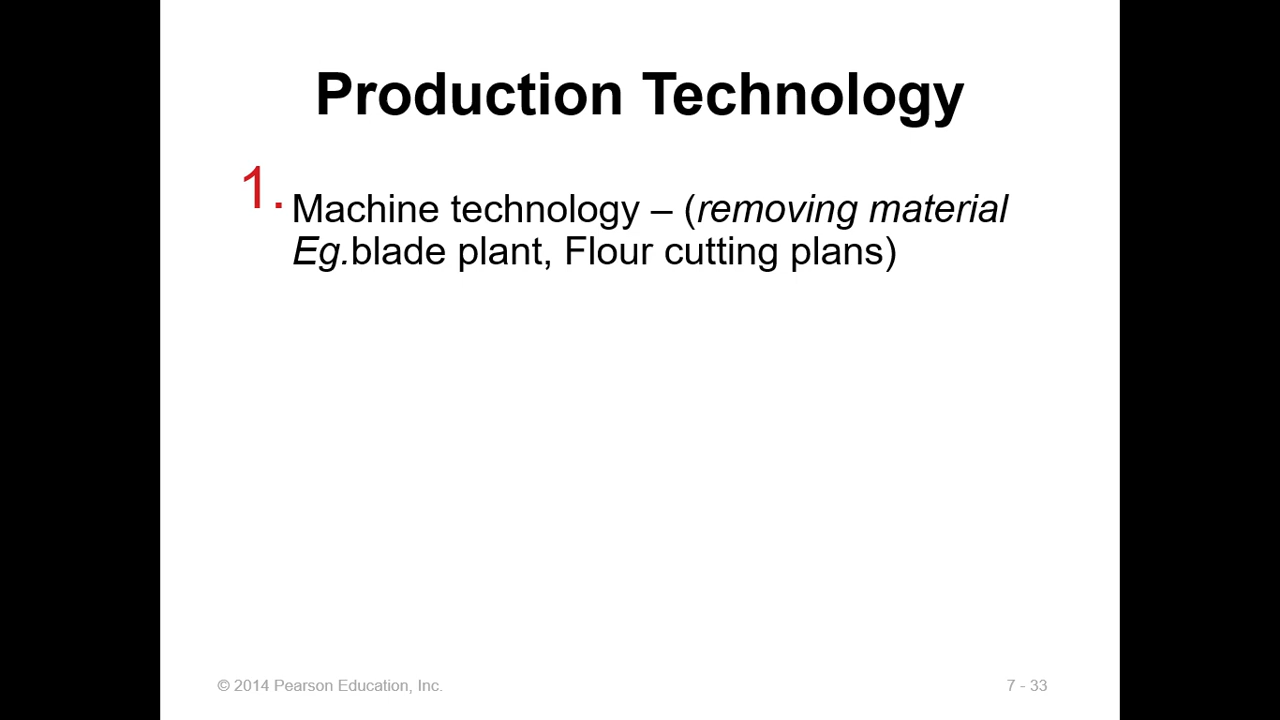 Production Technology
1. Machine technology – (removing material
Eg.blade plant, Flour cutting plans)
© 2014 Pearson Education, Inc.
7 - 33